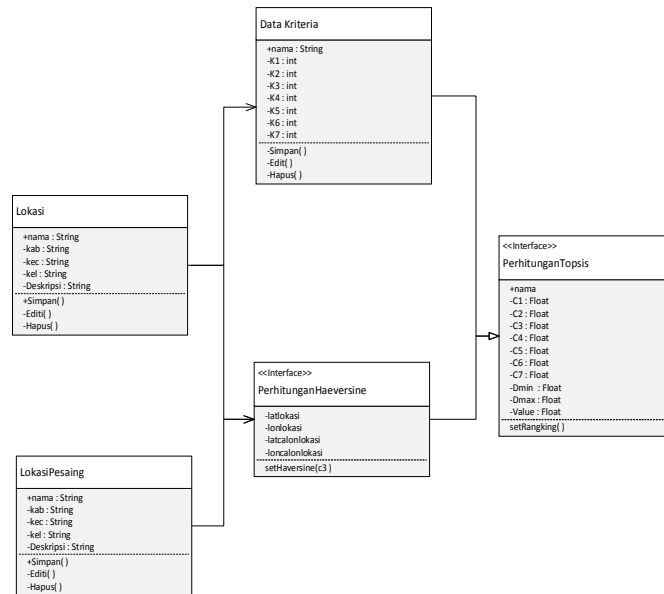 Data Kriteria
+nama : String
-K1 : int
-K2 : int
-K3 : int
-K4 : int
-K5 : int
-K6 : int
-K7 : int
-Simpan( )
-Edit( )
-Hapus( )
Lokasi
+nama : String
-kab : String
-kec : String
-kel : String
-Deskripsi : String
+Simpan( )
-Editi( )
-Hapus( )
<<Interface>>
PerhitunganTopsis
+nama
-C1 : Float
-C2 : Float
-C3 : Float
-C4 : Float
-C5 : Float
-C6 : Float
-C7 : Float
-Dmin : Float
-Dmax : Float
-Value : Float
setRangking( )
<<Interface>>
PerhitunganHaeversine
-latlokasi
-lonlokasi
-latcalonlokasi
-loncalonlokasi
setHaversine(c3 )
LokasiPesaing
+nama : String
-kab : String
-kec : String
-kel : String
-Deskripsi : String
+Simpan( )
-Editi( )
-Hapus( )